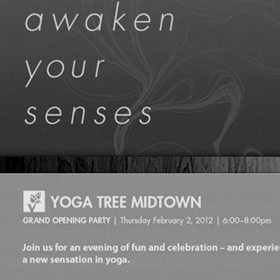 awaken
your
senses
YOGA TREE MIDTOWN
GRAND OPENING PARTY | Thursday February 2, 2012 | 6:00–8:00pm
Join us for an evening of fun and celebration – and experie
a new sensation in yoga.